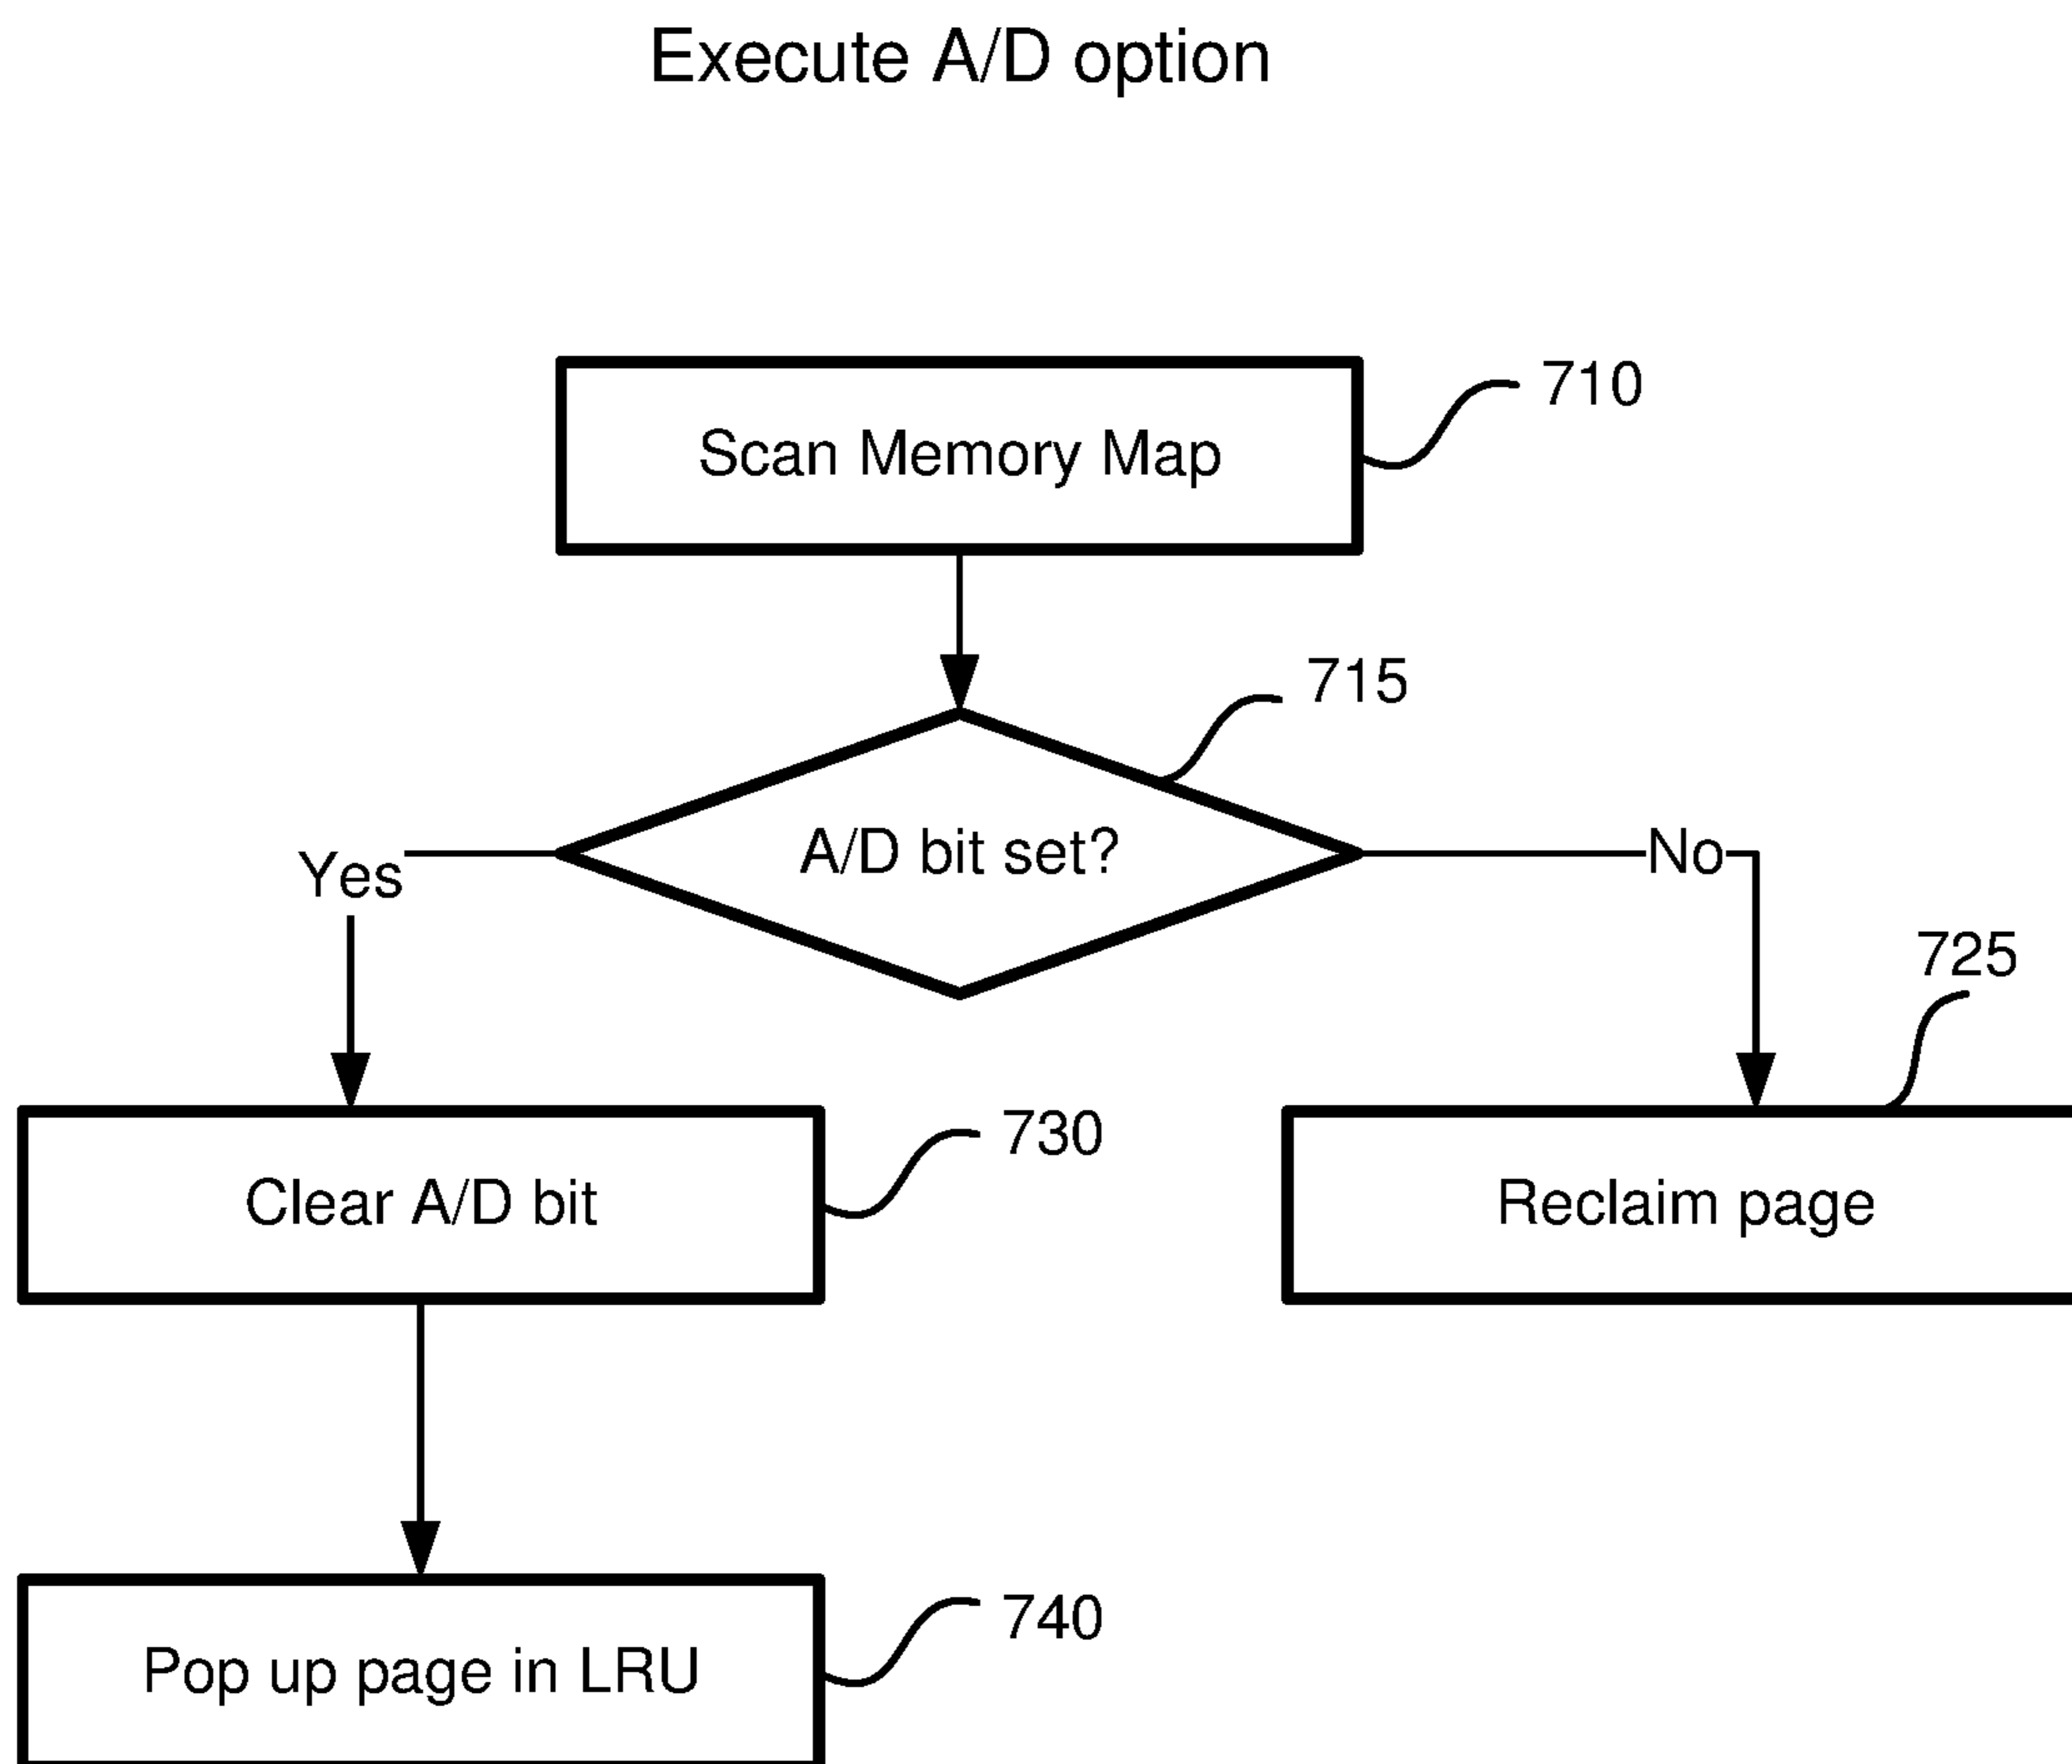 Execute A/D option
Scan Memory Map
710
715
A/D bit set?
Yes
No
725
Clear A/D bit
730
Reclaim page
Pop up page in LRU
740